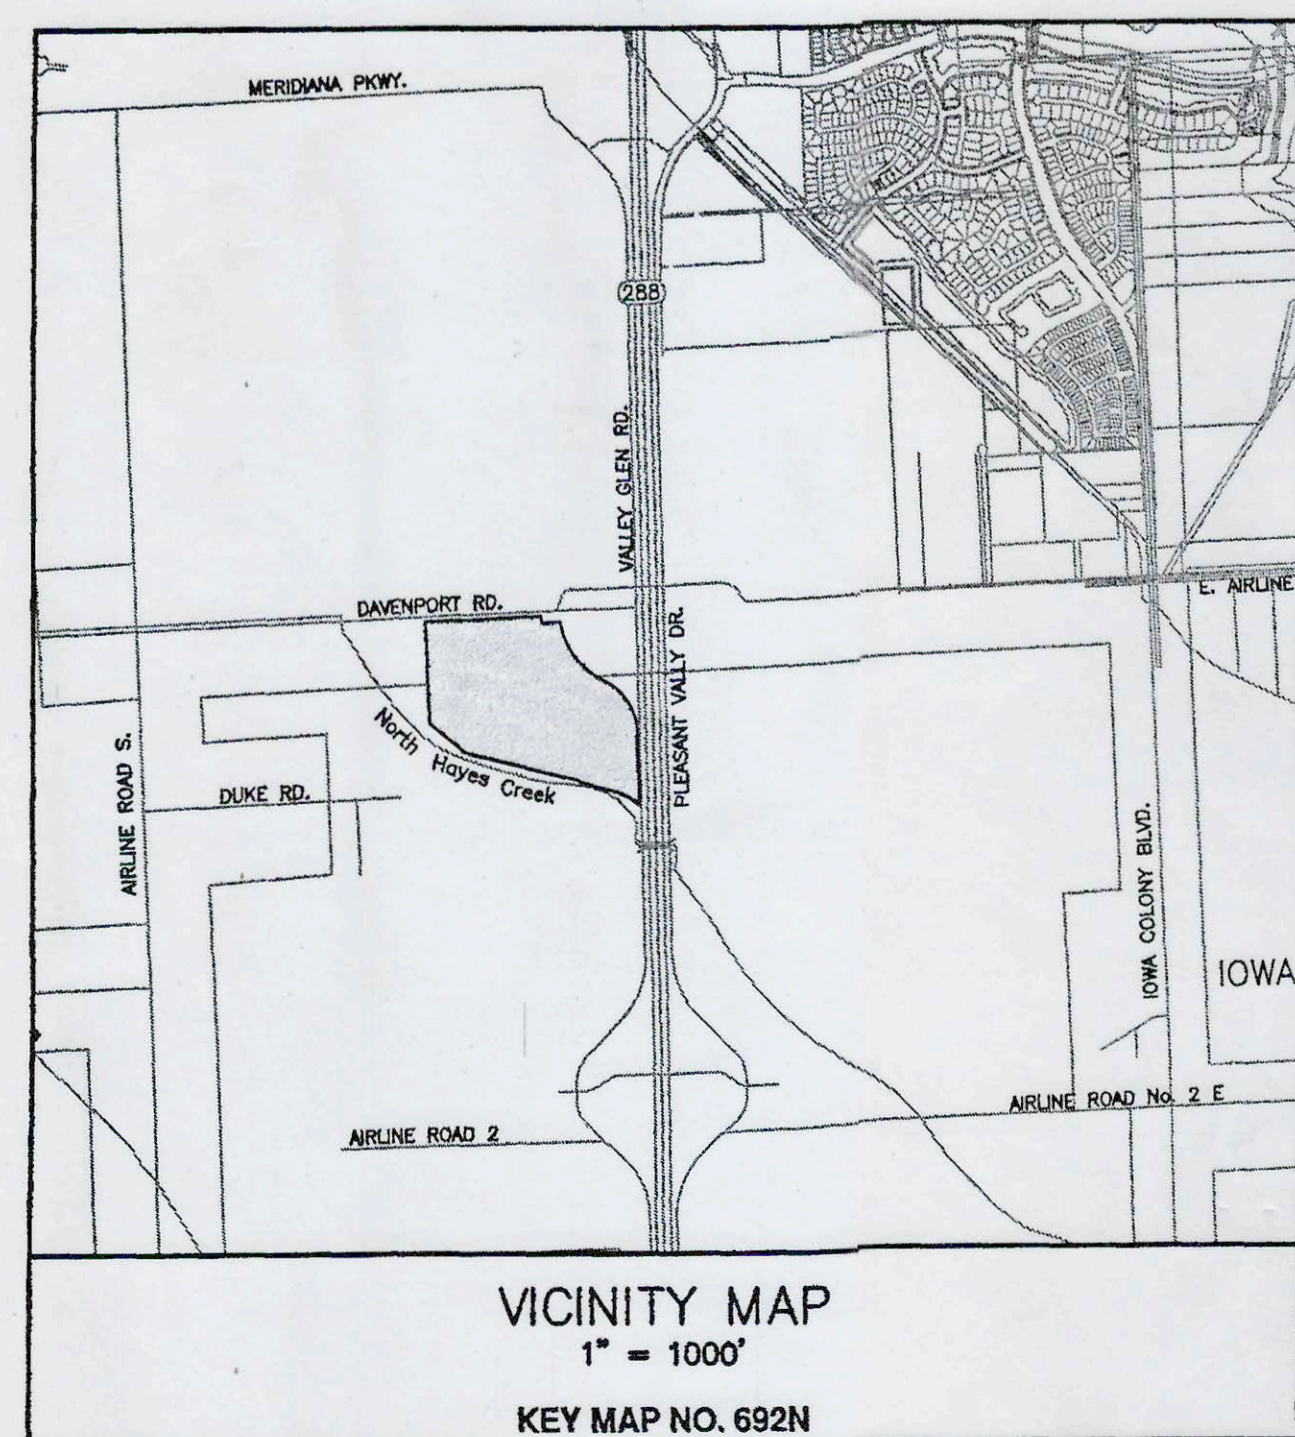 MERIDIANA PKWY.
288
VALLEY GLEN RD.
DAVENPORT RD.
E. AIRLINE
PLEASANT VALLY DR.
North Hayes Creek
AIRLINE ROAD S.
DUKE RD.
IOWA COLONY BLVD.
IOWA
AIRLINE ROAD No. 2 E
AIRLINE ROAD 2
VICINITY MAP
1" = 1000'
KEY MAP NO. 692N